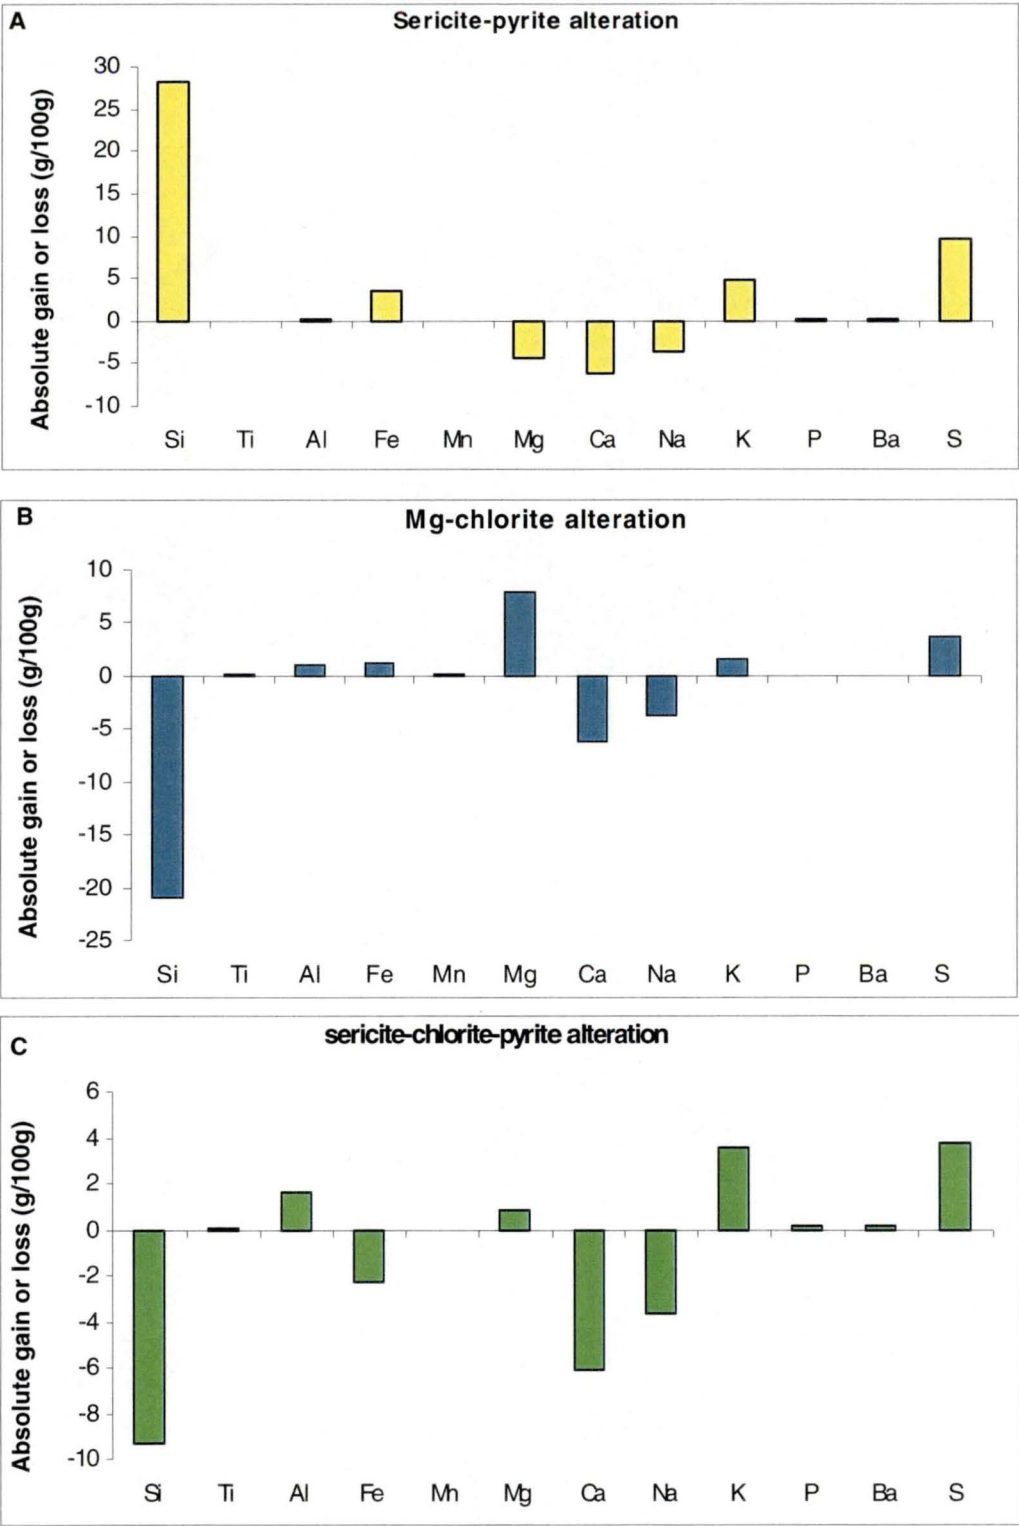 A
Sericite-pyrite alteration
Absolute gain or loss (g/100g)
30
25
20
15
10
5
0
-5
-10
Si Ti Al Fe Mn Mg Ca Na K P Ba S
B
Mg-chlorite alteration
Absolute gain or loss (g/100g)
10
5
0
-5
-10
-15
-20
-25
Si Ti Al Fe Mn Mg Ca Na K P Ba S
C
sericite-chlorite-pyrite alteration
Absolute gain or loss (g/100g)
6
4
2
0
-2
-4
-6
-8
-10
Si Ti Al Fe Mn Mg Ca Na K P Ba S